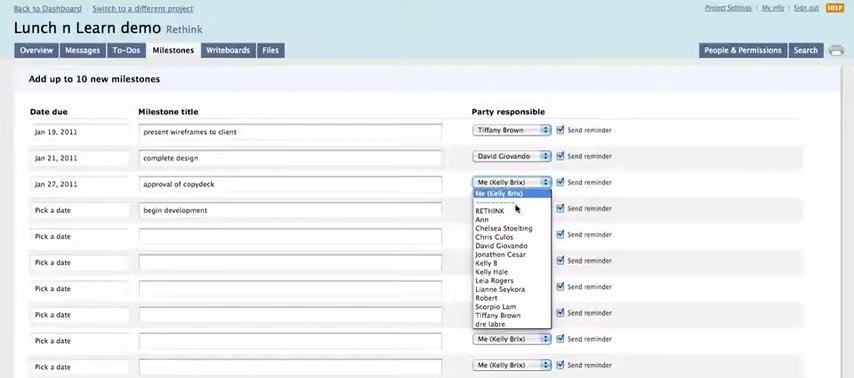 Back to Dashboard | Switch to a different project
Project Settings | My info | Sign out HELP
Lunch n Learn demo Rethink
Overview Messages To-Dos Milestones Writeboards Files People & Permissions Search
Add up to 10 new milestones
Date due Milestone title Party responsible
Jan 19, 2011 present wireframes to client Tiffany Brown Send reminder
Jan 21, 2011 complete design David Giovando Send reminder
Jan 27, 2011 approval of copydeck Me (Kelly Brix) Send reminder
Me (Kelly Brix)
----------
Pick a date begin development RETHINK Send reminder
Ann
Chelsea Stoelting
Pick a date Chris Culos Send reminder
David Giovando
Jonathon Cesar
Pick a date Kelly B Send reminder
Kelly Hale
Leia Rogers
Pick a date Lianne Seykora Send reminder
Robert
Scorpio Lam
Pick a date Tiffany Brown Send reminder
dre labre
Pick a date Me (Kelly Brix) Send reminder
Pick a date Me (Kelly Brix) Send reminder